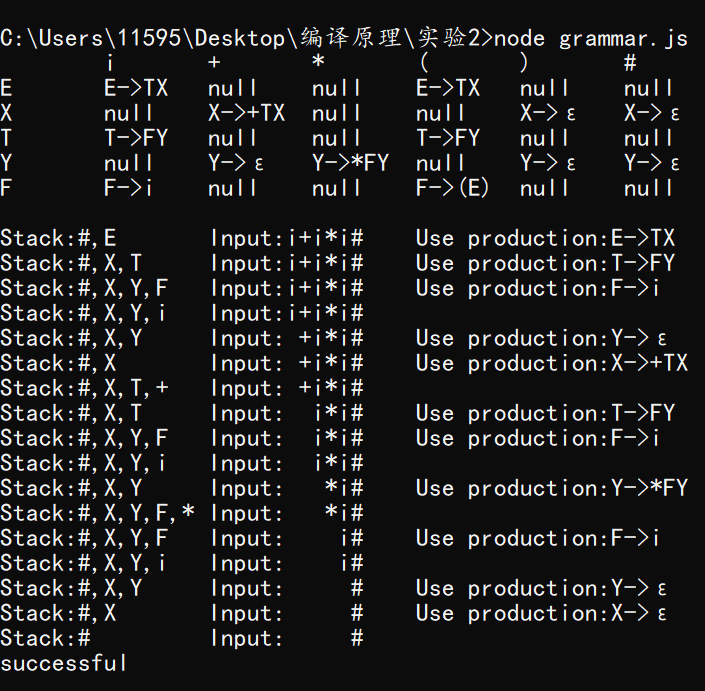 C:\Users\11595\Desktop\编译原理\实验2>node grammar.js
i + * ( ) #
E E->TX null null E->TX null null
X null X->+TX null null X->ε X->ε
T T->FY null null T->FY null null
Y null Y->ε Y->*FY null Y->ε Y->ε
F F->i null null F->(E) null null
Stack:#,E Input:i+i*i# Use production:E->TX
Stack:#,X,T Input:i+i*i# Use production:T->FY
Stack:#,X,Y,F Input:i+i*i# Use production:F->i
Stack:#,X,Y,i Input:i+i*i#
Stack:#,X,Y Input: +i*i# Use production:Y->ε
Stack:#,X Input: +i*i# Use production:X->+TX
Stack:#,X,T,+ Input: +i*i#
Stack:#,X,T Input: i*i# Use production:T->FY
Stack:#,X,Y,F Input: i*i# Use production:F->i
Stack:#,X,Y,i Input: i*i#
Stack:#,X,Y Input: *i# Use production:Y->*FY
Stack:#,X,Y,F,* Input: *i#
Stack:#,X,Y,F Input: i# Use production:F->i
Stack:#,X,Y,i Input: i#
Stack:#,X,Y Input: # Use production:Y->ε
Stack:#,X Input: # Use production:X->ε
Stack:# Input: #
successful